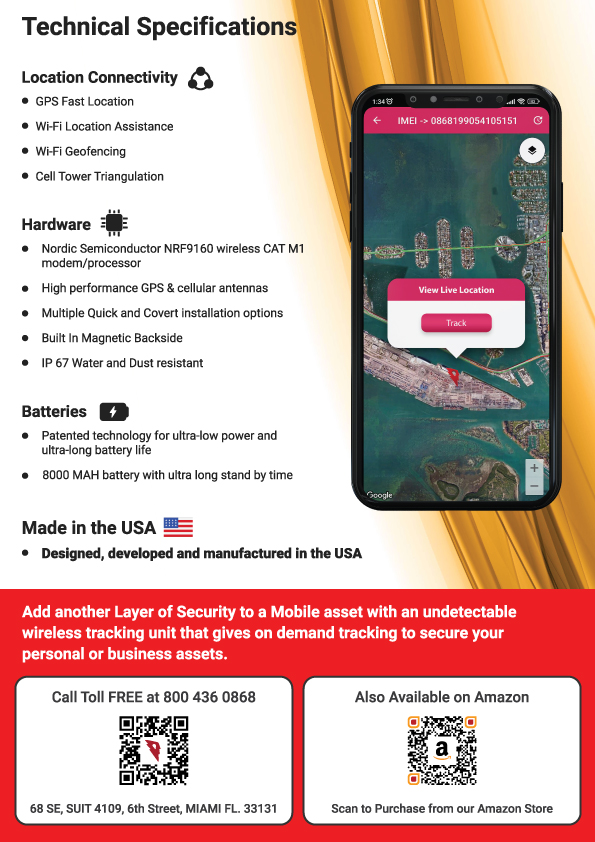 Technical Specifications
Location Connectivity
GPS Fast Location
Wi-Fi Location Assistance
Wi-Fi Geofencing
Cell Tower Triangulation
Hardware
Nordic Semiconductor NRF9160 wireless CAT M1
modem/processor
High performance GPS & cellular antennas
Multiple Quick and Covert installation options
Built In Magnetic Backside
IP 67 Water and Dust resistant
Batteries
Patented technology for ultra-low power and
ultra-long battery life
8000 MAH battery with ultra long stand by time
Made in the USA
Designed, developed and manufactured in the USA
1:34
IMEI -> 0868199054105151
View Live Location
Track
+
−
Google
Add another Layer of Security to a Mobile asset with an undetectable
wireless tracking unit that gives on demand tracking to secure your
personal or business assets.
Call Toll FREE at 800 436 0868
68 SE, SUIT 4109, 6th Street, MIAMI FL. 33131
Also Available on Amazon
a
Scan to Purchase from our Amazon Store